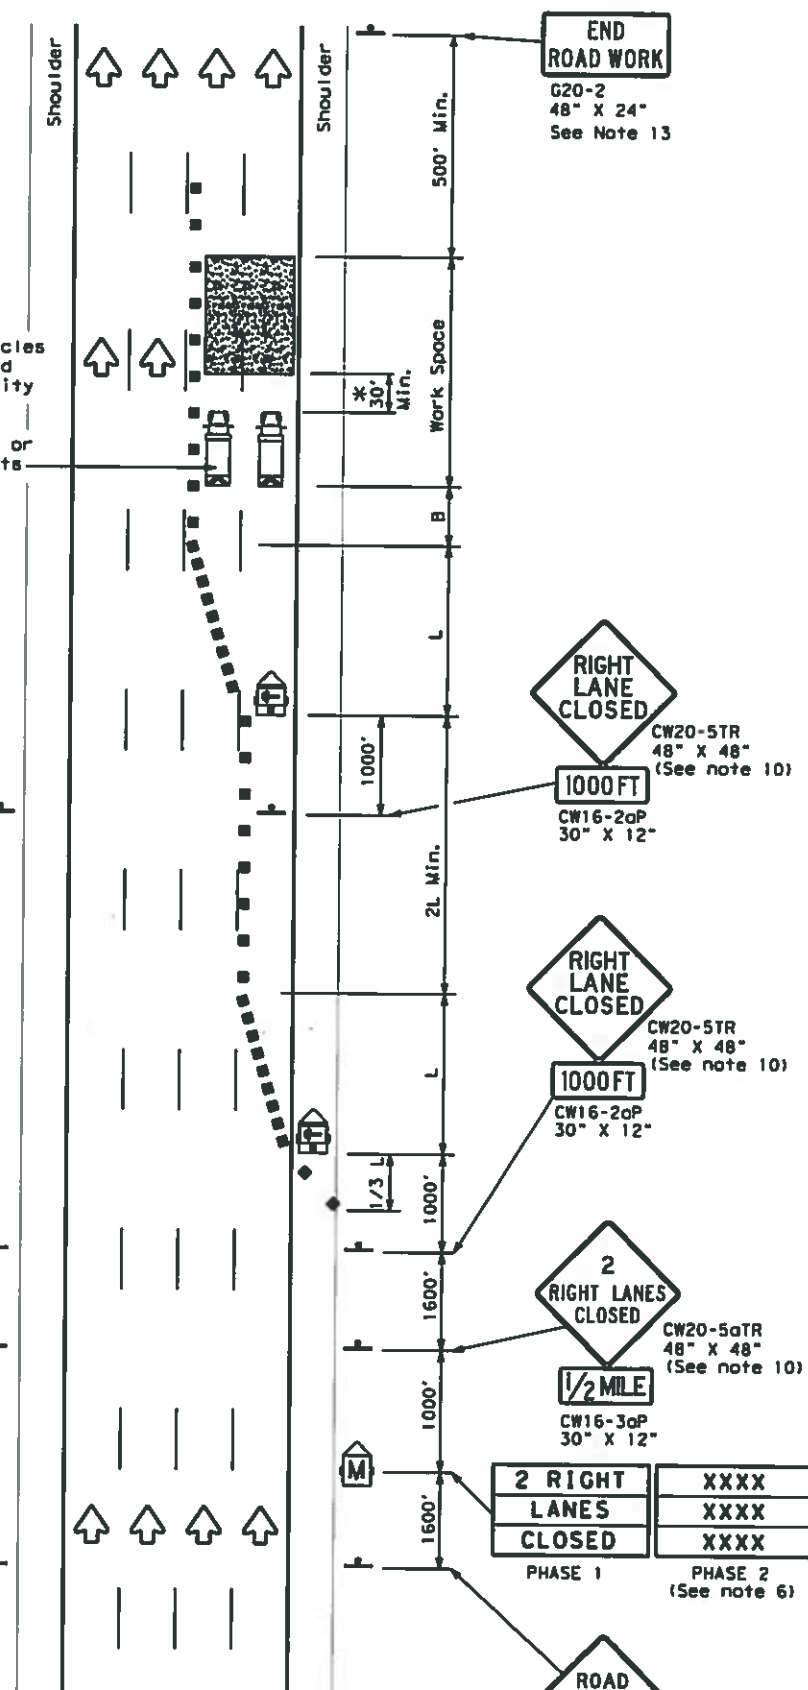 END
ROAD WORK
G20-2
48" X 24"
See Note 13
Shoulder
Shoulder
500' Min.
cles
d
ity
or
ts
* 30' Min.
Work Space
B
L
RIGHT
LANE
CLOSED
CW20-5TR
48" X 48"
(See note 10)
1000 FT
CW16-2aP
30" X 12"
1000'
2L Min.
RIGHT
LANE
CLOSED
CW20-5TR
48" X 48"
(See note 10)
1000 FT
CW16-2aP
30" X 12"
L
1/3 L
1000'
1600'
2
RIGHT LANES
CLOSED
CW20-5aTR
48" X 48"
(See note 10)
1/2 MILE
CW16-3aP
30" X 12"
1000'
M
1600'
2 RIGHT
LANES
CLOSED
PHASE 1
XXXX
XXXX
XXXX
PHASE 2
(See note 6)
ROAD